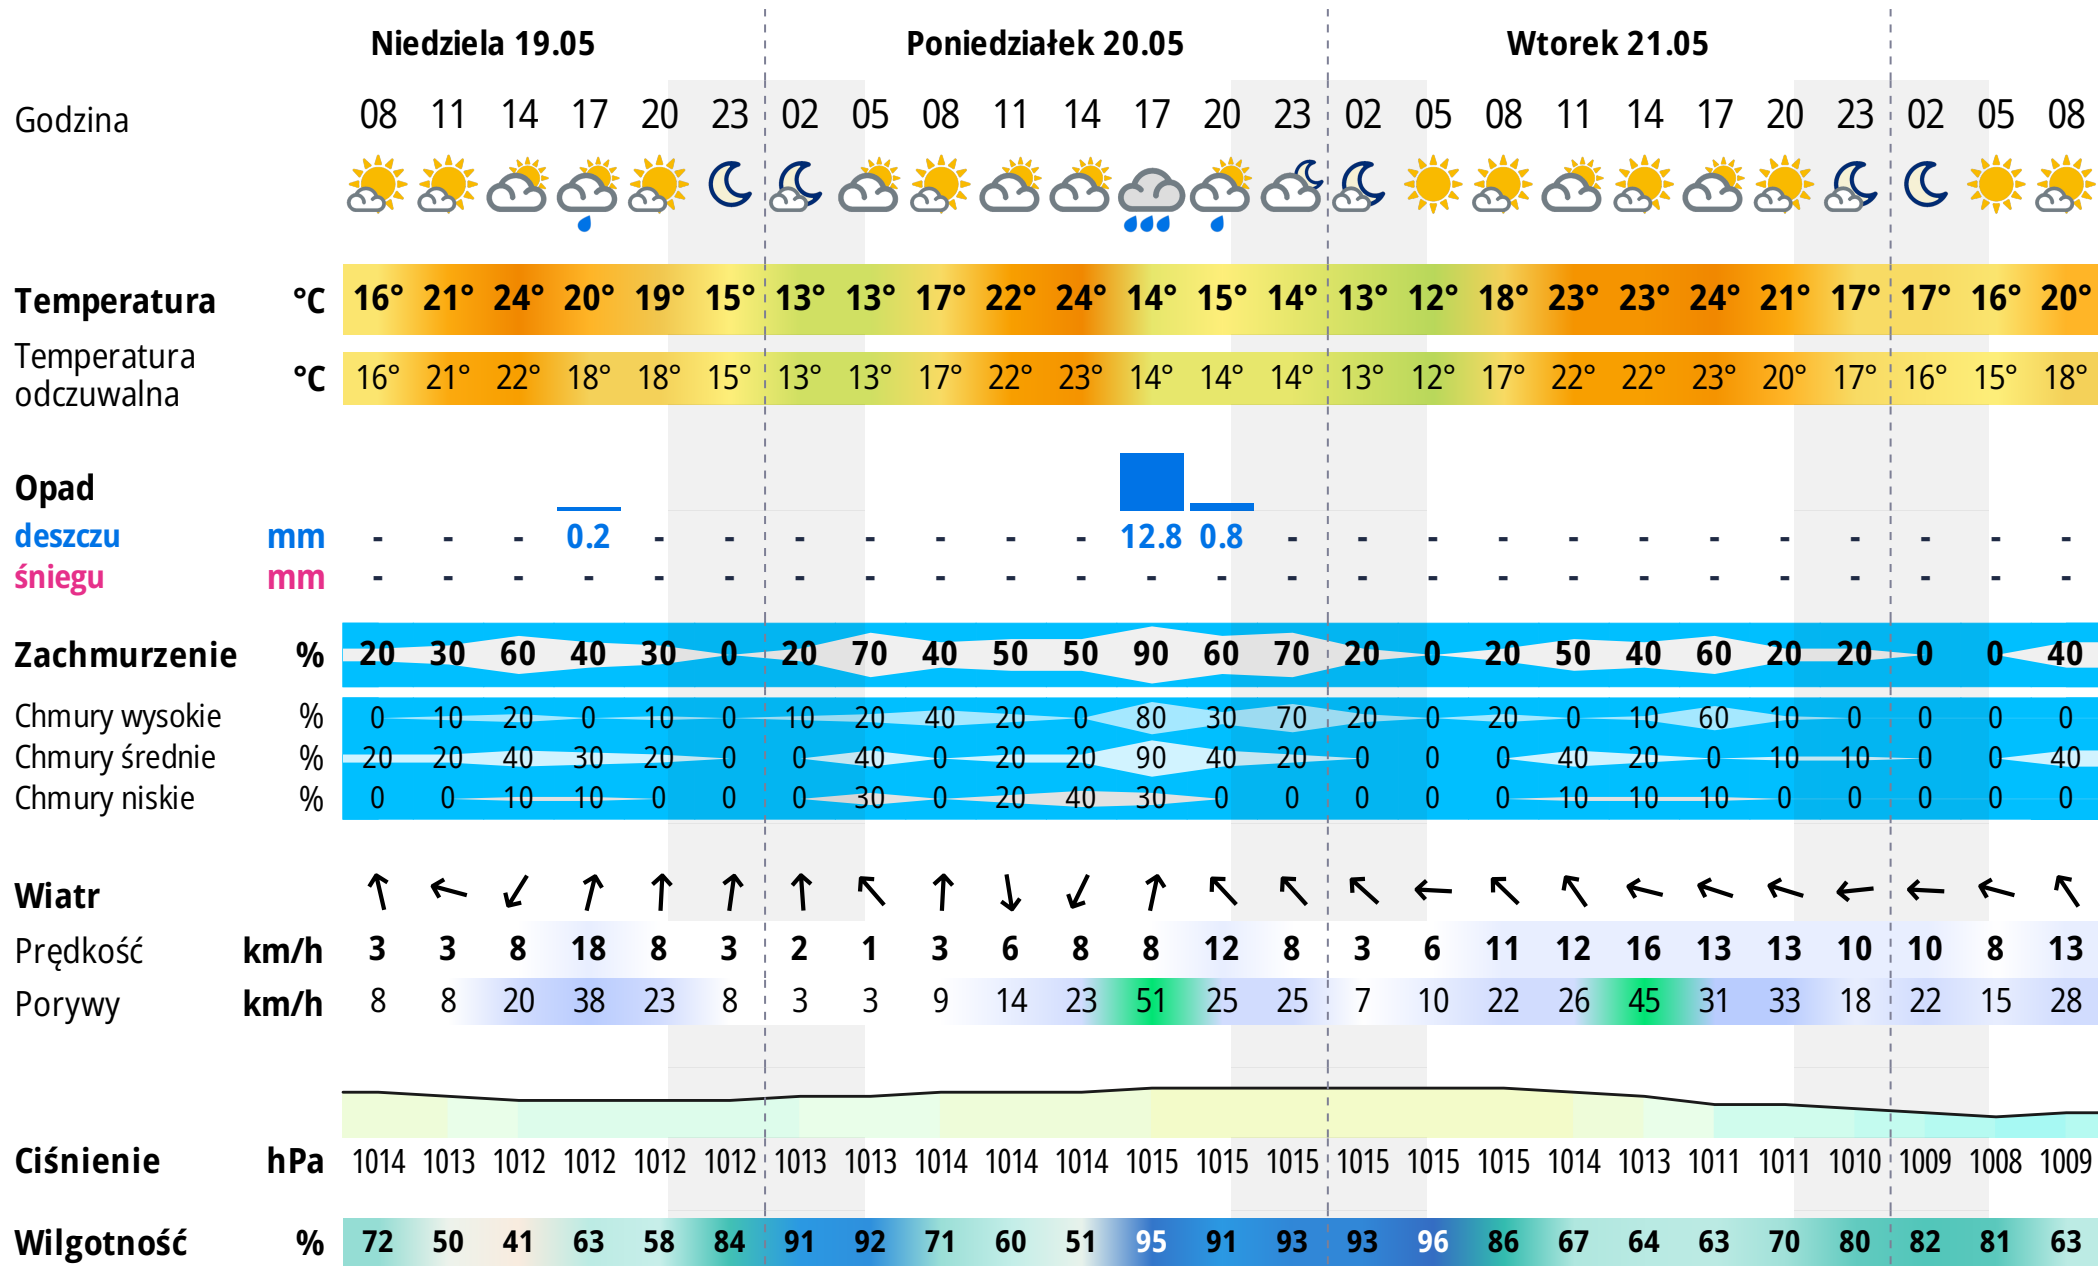 Niedziela 19.05 Poniedziałek 20.05 Wtorek 21.05
Godzina 08 11 14 17 20 23 02 05 08 11 14 17 20 23 02 05 08 11 14 17 20 23 02 05 08
Temperatura °C 16° 21° 24° 20° 19° 15° 13° 13° 17° 22° 24° 14° 15° 14° 13° 12° 18° 23° 23° 24° 21° 17° 17° 16° 20°
Temperatura
odczuwalna °C 16° 21° 22° 18° 18° 15° 13° 13° 17° 22° 23° 14° 14° 14° 13° 12° 17° 22° 22° 23° 20° 17° 16° 15° 18°
Opad
deszczu mm - - - 0.2 - - - - - - - 12.8 0.8 - - - - - - - - - - - -
śniegu mm - - - - - - - - - - - - - - - - - - - - - - - - -
Zachmurzenie % 20 30 60 40 30 0 20 70 40 50 50 90 60 70 20 0 20 50 40 60 20 20 0 0 40
Chmury wysokie % 0 10 20 0 10 0 10 20 40 20 0 80 30 70 20 0 20 0 10 60 10 0 0 0 0
Chmury średnie % 20 20 40 30 20 0 0 40 0 20 20 90 40 20 0 0 0 40 20 0 10 10 0 0 40
Chmury niskie % 0 0 10 10 0 0 0 30 0 20 40 30 0 0 0 0 0 10 10 10 0 0 0 0 0
Wiatr
Prędkość km/h 3 3 8 18 8 3 2 1 3 6 8 8 12 8 3 6 11 12 16 13 13 10 10 8 13
Porywy km/h 8 8 20 38 23 8 3 3 9 14 23 51 25 25 7 10 22 26 45 31 33 18 22 15 28
Ciśnienie hPa 1014 1013 1012 1012 1012 1012 1013 1013 1014 1014 1014 1015 1015 1015 1015 1015 1015 1014 1013 1011 1011 1010 1009 1008 1009
Wilgotność % 72 50 41 63 58 84 91 92 71 60 51 95 91 93 93 96 86 67 64 63 70 80 82 81 63